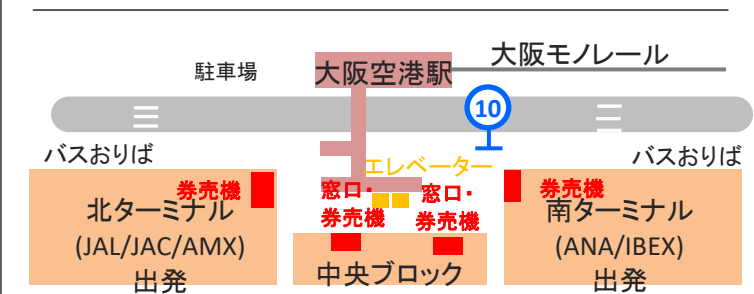 大阪モノレール
駐車場
大阪空港駅
10
バスおりば
バスおりば
エレベーター
券売機
窓口・
券売機
窓口・
券売機
券売機
北ターミナル
(JAL/JAC/AMX)
出発
中央ブロック
南ターミナル
(ANA/IBEX)
出発